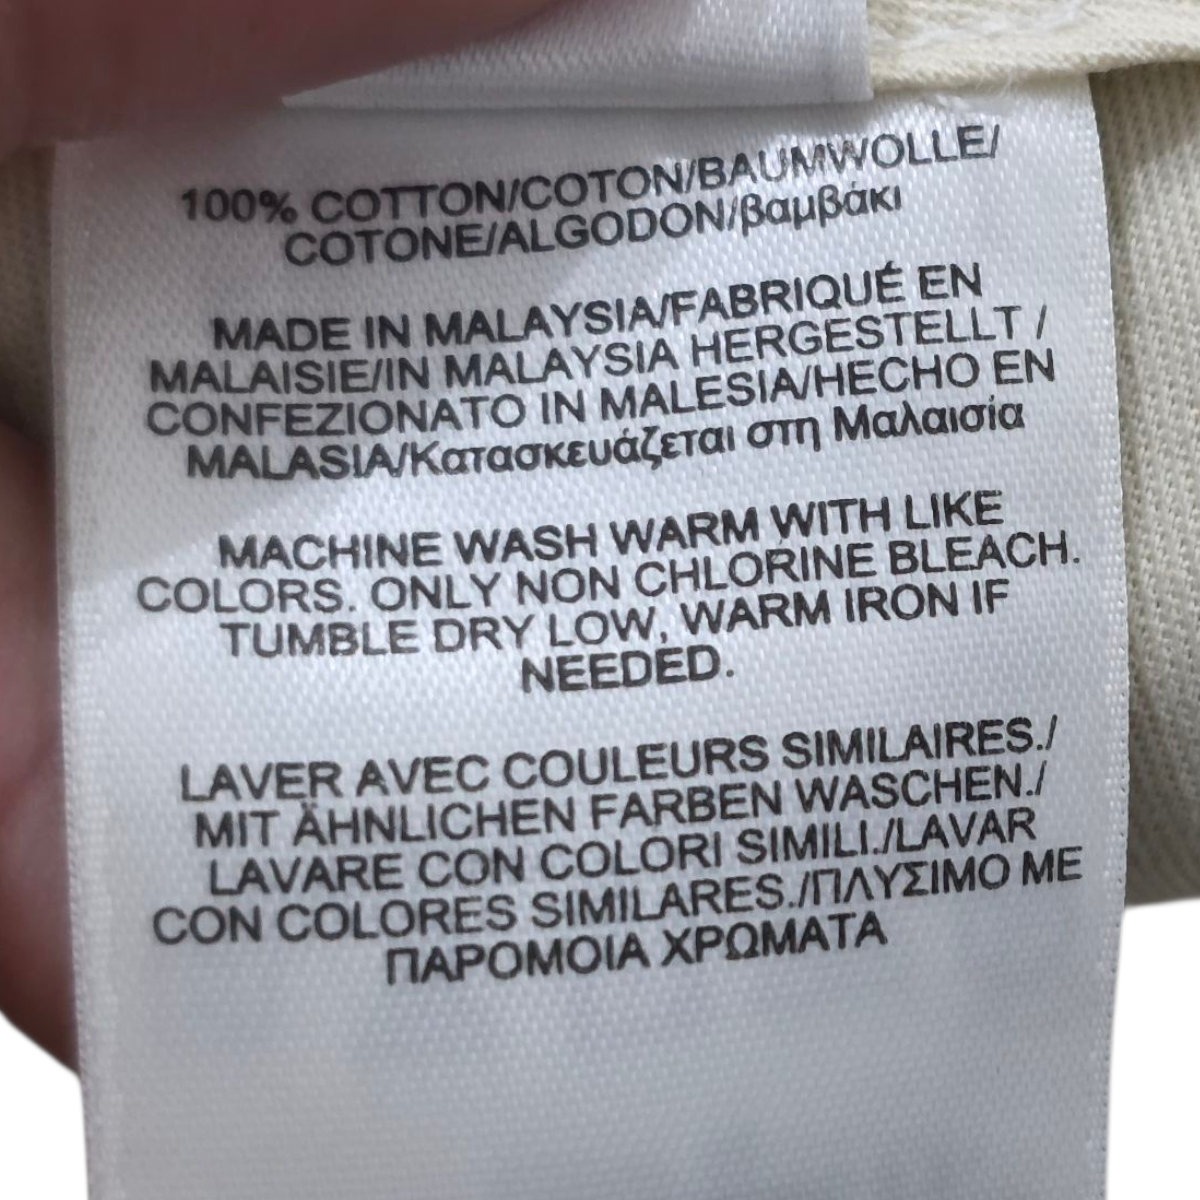 100% COTTON/COTON/BAUMWOLLE/
COTONE/ALGODON/βαμβάκι
MADE IN MALAYSIA/FABRIQUÉ EN
MALAISIE/IN MALAYSIA HERGESTELLT /
CONFEZIONATO IN MALESIA/HECHO EN
MALASIA/Κατασκευάζεται στη Μαλαισία
MACHINE WASH WARM WITH LIKE
COLORS. ONLY NON CHLORINE BLEACH.
TUMBLE DRY LOW, WARM IRON IF
NEEDED.
LAVER AVEC COULEURS SIMILAIRES./
MIT ÄHNLICHEN FARBEN WASCHEN./
LAVARE CON COLORI SIMILI./LAVAR
CON COLORES SIMILARES./ΠΛΥΣΙΜΟ ΜΕ
ΠΑΡΟΜΟΙΑ ΧΡΩΜΑΤΑ